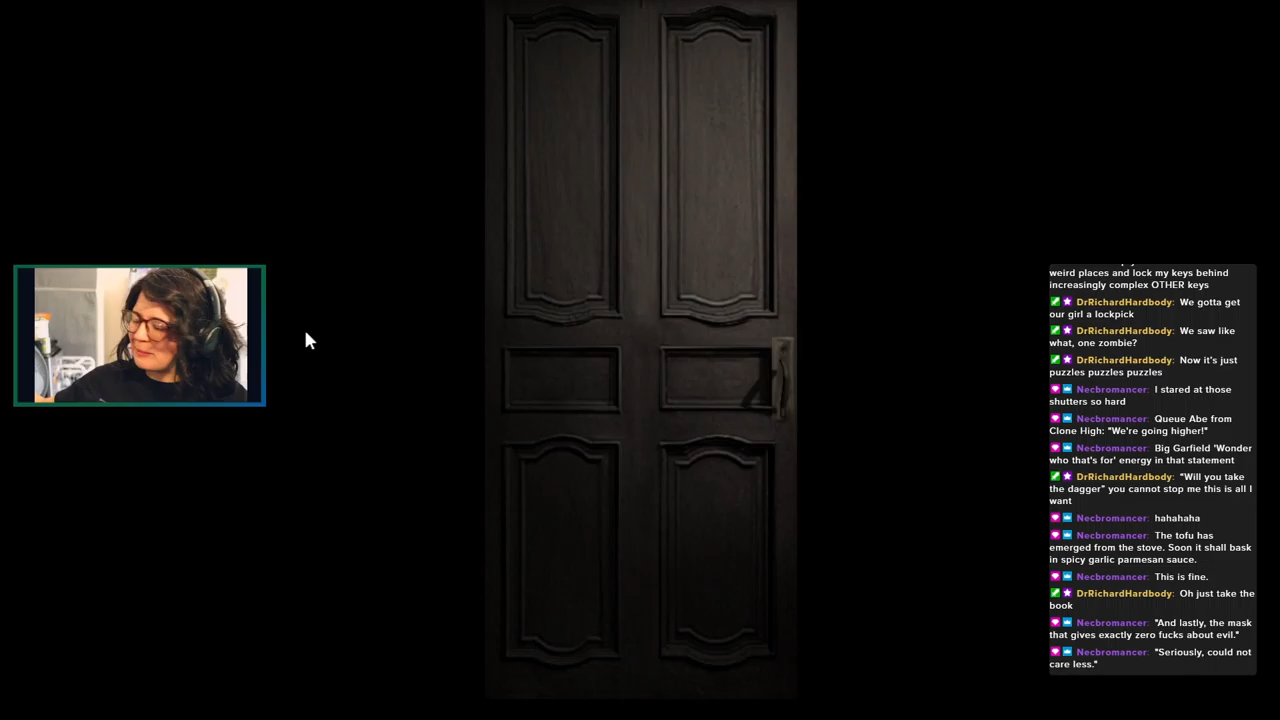 weird places and lock my keys behind
increasingly complex OTHER keys
DrRichardHardbody: We gotta get
our girl a lockpick
DrRichardHardbody: We saw like
what, one zombie?
DrRichardHardbody: Now it's just
puzzles puzzles puzzles
Necbromancer: I stared at those
shutters so hard
Necbromancer: Queue Abe from
Clone High: "We're going higher!"
Necbromancer: Big Garfield 'Wonder
who that's for' energy in that statement
DrRichardHardbody: "Will you take
the dagger" you cannot stop me this is all I
want
Necbromancer: hahahaha
Necbromancer: The tofu has
emerged from the stove. Soon it shall bask
in spicy garlic parmesan sauce.
Necbromancer: This is fine.
DrRichardHardbody: Oh just take the
book
Necbromancer: "And lastly, the mask
that gives exactly zero fucks about evil."
Necbromancer: "Seriously, could not
care less."